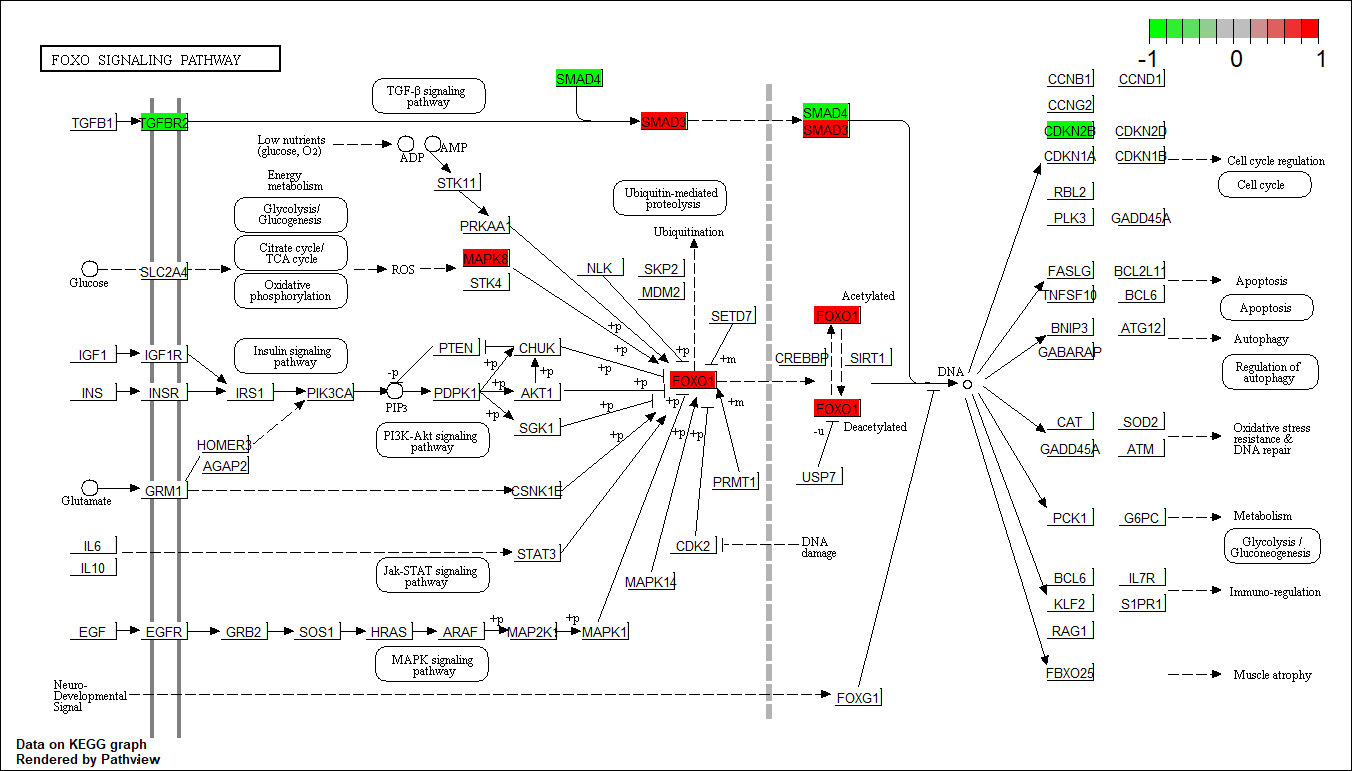 FOXO SIGNALING PATHWAY
-1 0 1
TGF-β signaling
pathway
SMAD4
TGFB1
TGFBR2
SMAD3
SMAD4
SMAD3
Low nutrients
(glucose, O2)
ADP
AMP
Energy
metabolism
STK11
PRKAA1
Glycolysis/
Glucogenesis
Citrate cycle/
TCA cycle
Oxidative
phosphorylation
Glucose
SLC2A4
ROS
MAPK8
STK4
Ubiquitin-mediated
proteolysis
Ubiquitination
NLK
SKP2
MDM2
SETD7
+p
+p
+p
+m
Acetylated
FOXO1
CREBBP
SIRT1
FOXO1
Deacetylated
-u
USP7
FOXO1
+m
PRMT1
IGF1
IGF1R
Insulin signaling
pathway
PTEN
CHUK
+p
-p
+p
+p
INS
INSR
IRS1
PIK3CA
PIP3
PDPK1
+p
AKT1
+p
+p
SGK1
+p
+p
+p
+p
+p
PI3K-Akt signaling
pathway
HOMER3
AGAP2
Glutamate
GRM1
CSNK1E
IL6
IL10
STAT3
Jak-STAT signaling
pathway
CDK2
DNA
damage
MAPK14
EGF
EGFR
GRB2
SOS1
HRAS
ARAF
+p
MAP2K1
+p
MAPK1
MAPK signaling
pathway
Neuro-
Developmental
Signal
FOXG1
DNA
CCNB1
CCND1
CCNG2
CDKN2B
CDKN2D
CDKN1A
CDKN1B
Cell cycle regulation
Cell cycle
RBL2
PLK3
GADD45A
FASLG
BCL2L11
Apoptosis
TNFSF10
BCL6
Apoptosis
BNIP3
ATG12
Autophagy
GABARAP
Regulation of
autophagy
CAT
SOD2
Oxidative stress
resistance &
DNA repair
GADD45A
ATM
PCK1
G6PC
Metabolism
Glycolysis /
Gluconeogenesis
BCL6
IL7R
Immuno-regulation
KLF2
S1PR1
RAG1
FBXO25
Muscle atrophy
Data on KEGG graph
Rendered by Pathview